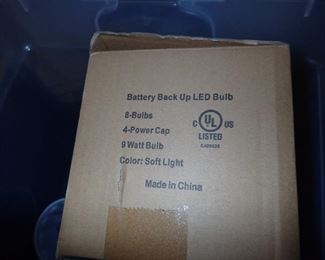 Battery Back Up LED Bulb
8-Bulbs
4-Power Cap
9 Watt Bulb
Color: Soft Light
C UL US
LISTED
Made in China